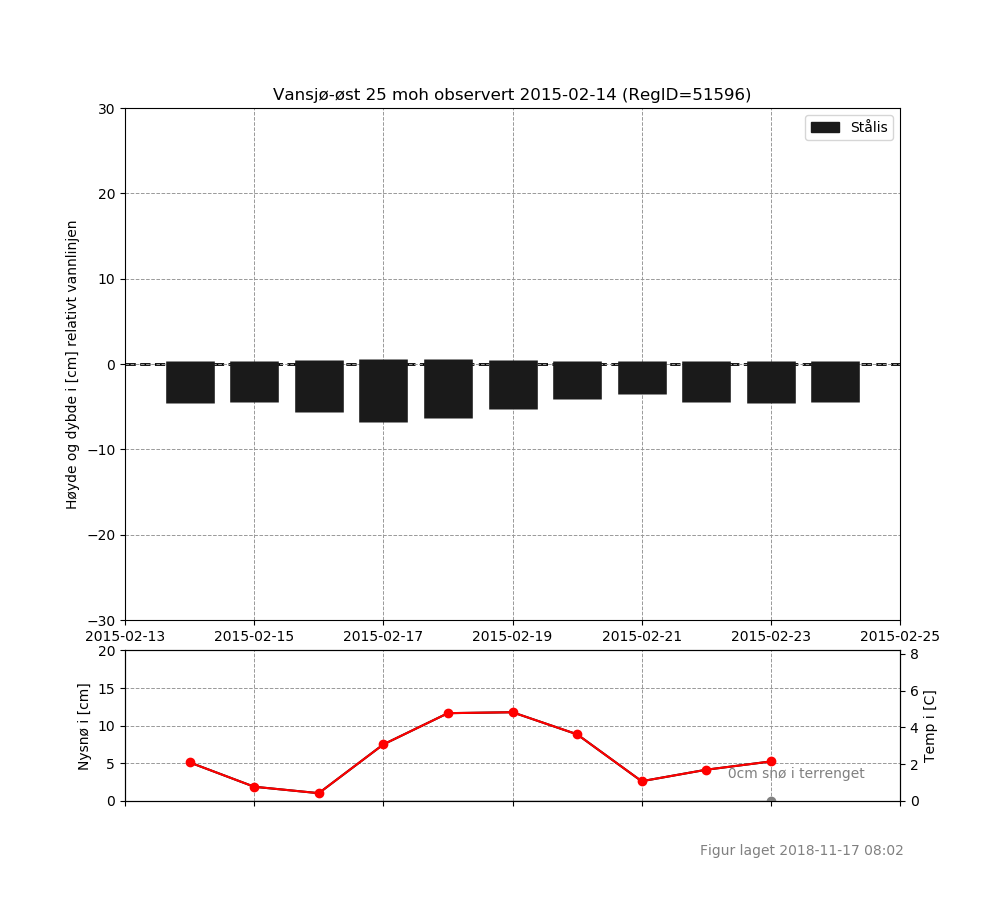 Vansjø-øst 25 moh observert 2015-02-14 (RegID=51596)
Stålis
Høyde og dybde i [cm] relativt vannlinjen
30
20
10
0
−10
−20
−30
2015-02-13 2015-02-15 2015-02-17 2015-02-19 2015-02-21 2015-02-23 2015-02-25
Nysnø i [cm]
20
15
10
5
0
8
6
4
2
0
Temp i [C]
0cm snø i terrenget
Figur laget 2018-11-17 08:02